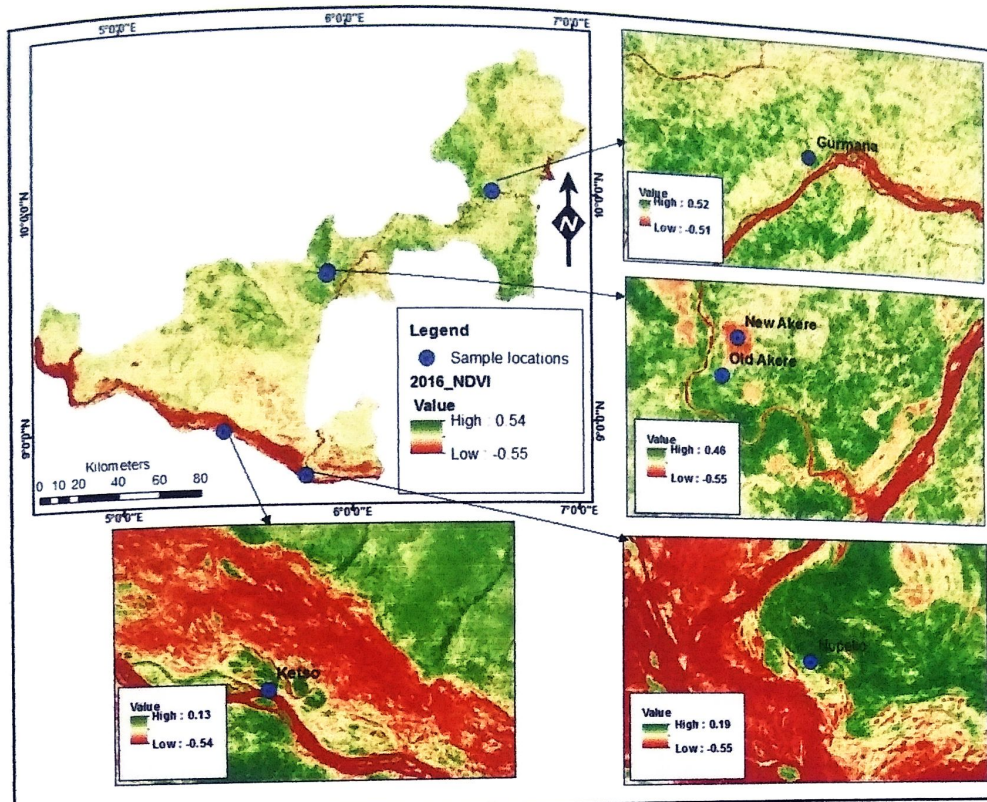 5°0'0"E
6°0'0"E
7°0'0"E
10°0'0"N
10°0'0"N
9°0'0"N
9°0'0"N
N
Legend
Sample locations
2016_NDVI
Value
High : 0.54
Low : -0.55
Kilometers
0 10 20 40 60 80
5°0'0"E
6°0'0"E
7°0'0"E
Gurmana
Value
High : 0.52
Low : -0.51
New Akere
Old Akere
Value
High : 0.46
Low : -0.55
Ketso
Value
High : 0.13
Low : -0.54
Value
High : 0.19
Low : -0.55